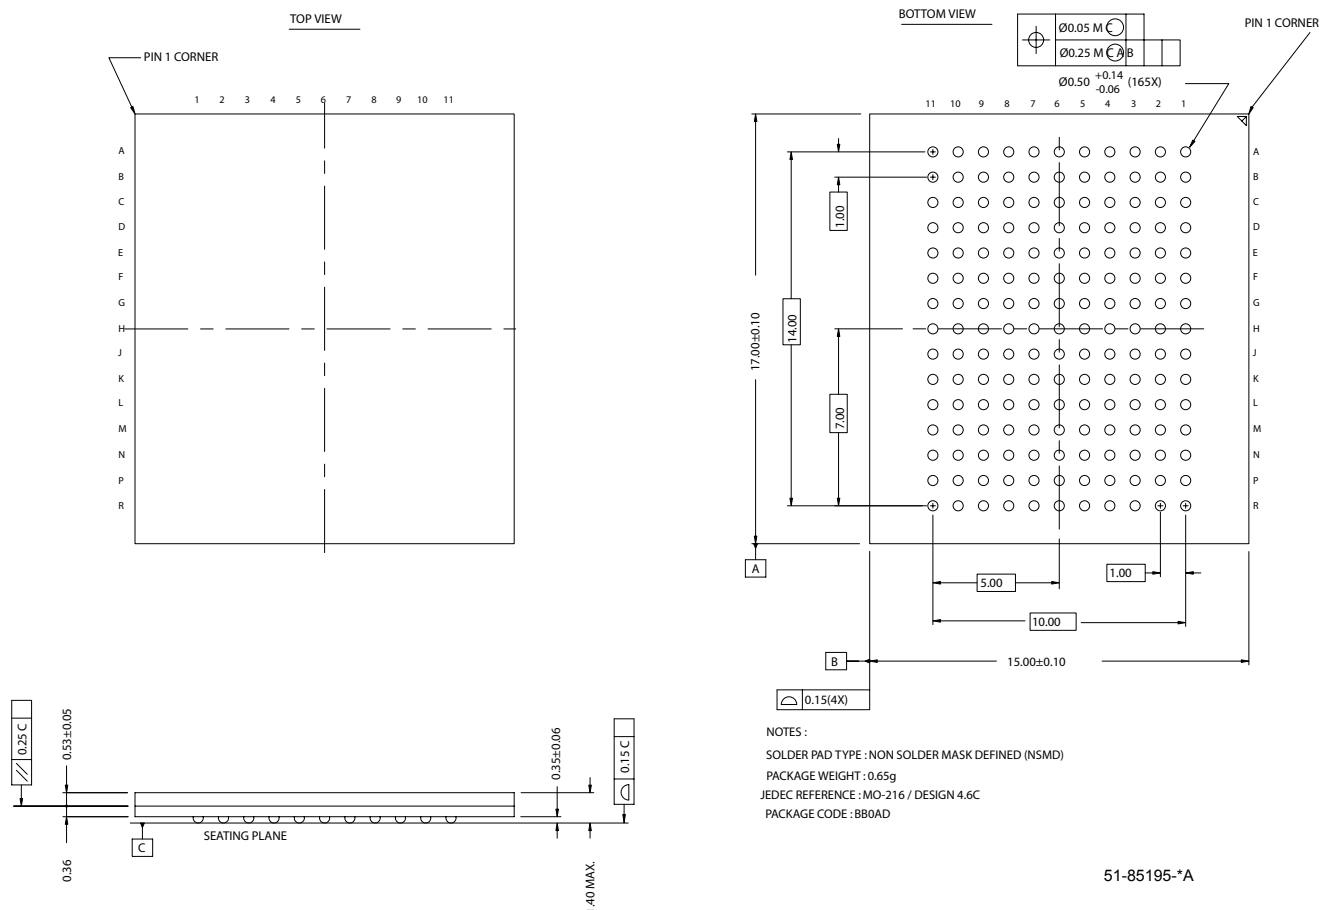 TOP VIEW
PIN 1 CORNER
1 2 3 4 5 6 7 8 9 10 11
A
B
C
D
E
F
G
H
J
K
L
M
N
P
R
BOTTOM VIEW
PIN 1 CORNER
Ø0.05 M C
Ø0.25 M C A B
Ø0.50 +0.14 -0.06 (165X)
11 10 9 8 7 6 5 4 3 2 1
A
B
C
D
E
F
G
H
J
K
L
M
N
P
R
1.00
14.00
17.00±0.10
7.00
A
5.00
1.00
10.00
B
15.00±0.10
0.15(4X)
0.25 C
0.53±0.05
0.35±0.06
0.15 C
SEATING PLANE
C
0.36
.40 MAX.
NOTES :
SOLDER PAD TYPE : NON SOLDER MASK DEFINED (NSMD)
PACKAGE WEIGHT : 0.65g
JEDEC REFERENCE : MO-216 / DESIGN 4.6C
PACKAGE CODE : BB0AD
51-85195-*A